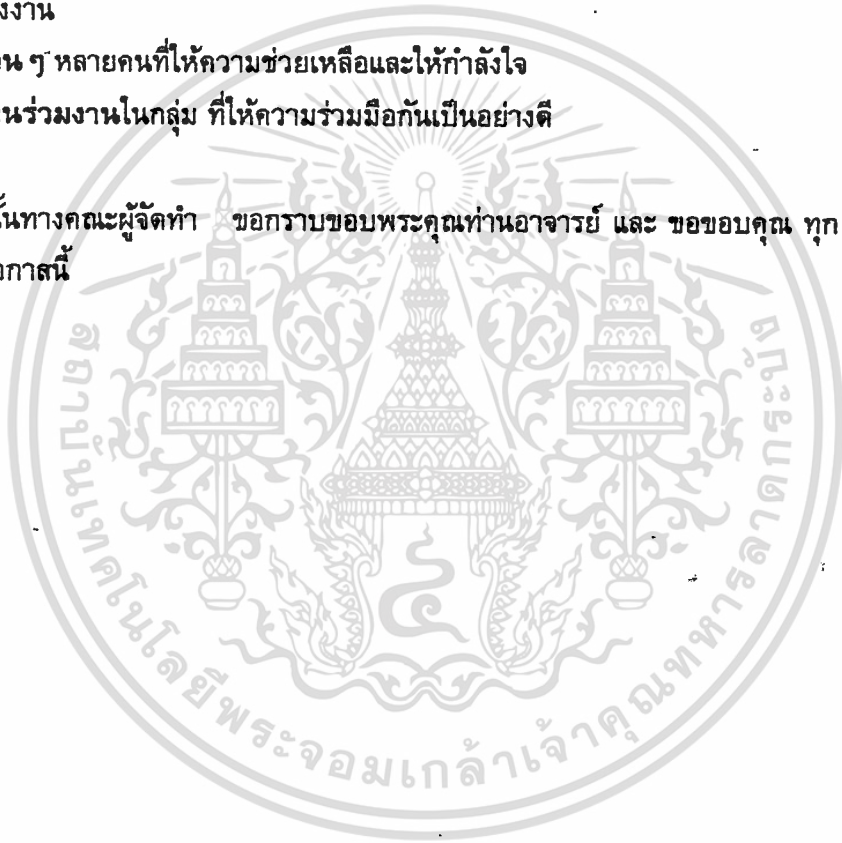 งงาน
อน ๆ หลายคนที่ให้ความช่วยเหลือและให้กำลังใจ
นร่วมงานในกลุ่ม ที่ให้ความร่วมมือกันเป็นอย่างดี
นั้นทางคณะผู้จัดทำ ขอกราบขอบพระคุณท่านอาจารย์ และ ขอขอบคุณ ทุก
อกาสนี้
สถาบันเทคโนโลยีพระจอมเกล้าเจ้าคุณทหารลาดกระบัง